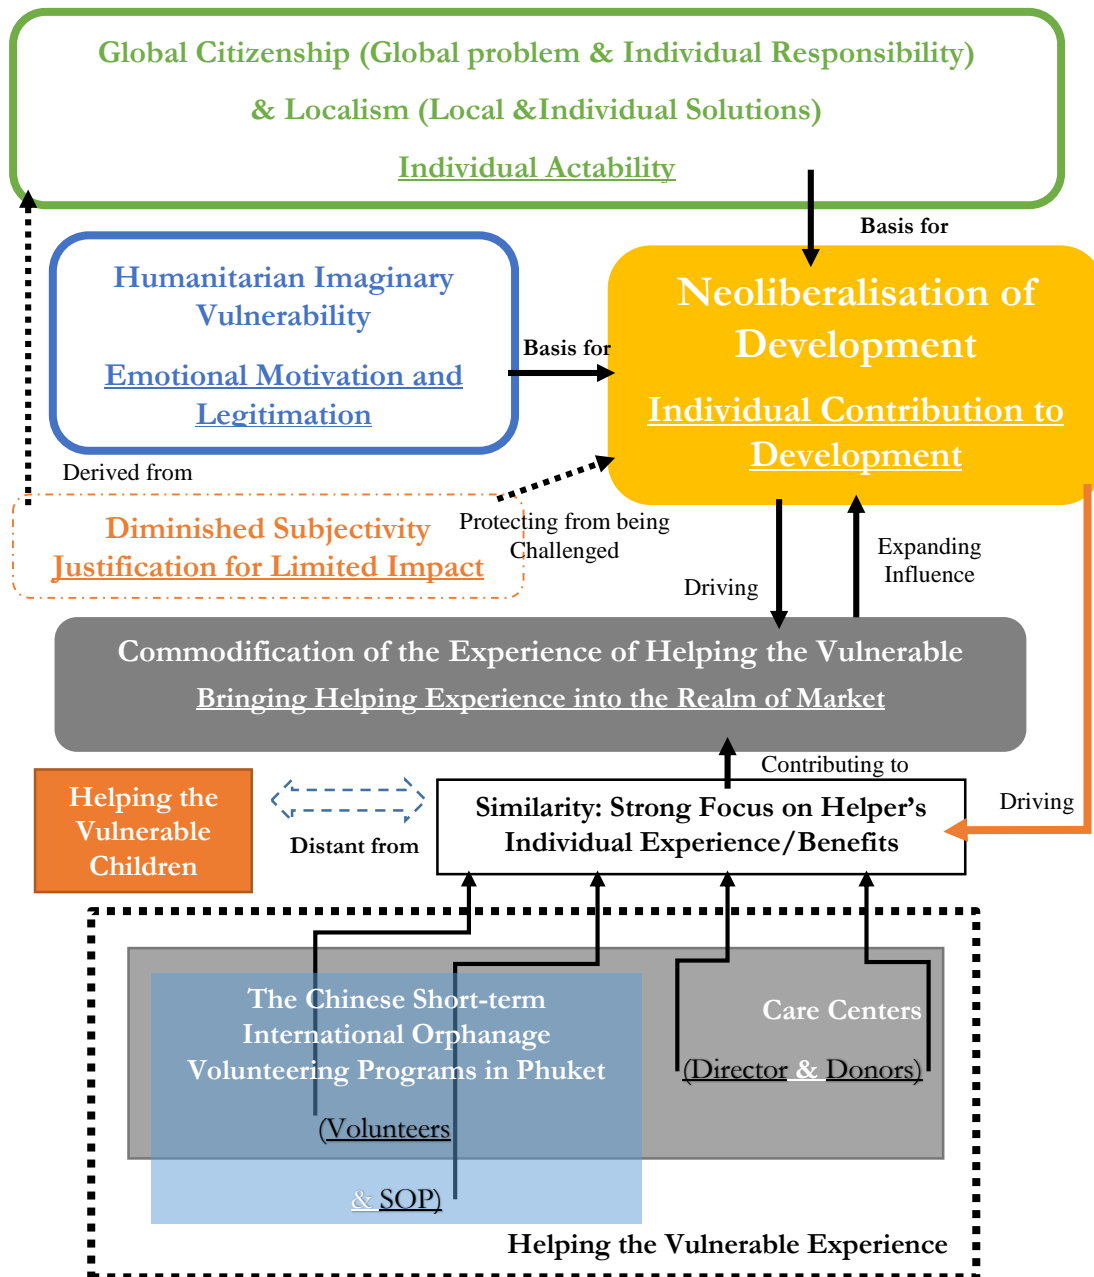 Global Citizenship (Global problem & Individual Responsibility)
& Localism (Local &Individual Solutions)
Individual Actability
Basis for
Humanitarian Imaginary
Vulnerability
Emotional Motivation and
Legitimation
Basis for
Neoliberalisation of
Development
Individual Contribution to
Development
Derived from
Diminished Subjectivity
Justification for Limited Impact
Protecting from being
Challenged
Driving
Expanding
Influence
Commodification of the Experience of Helping the Vulnerable
Bringing Helping Experience into the Realm of Market
Contributing to
Helping the
Vulnerable
Children
Distant from
Similarity: Strong Focus on Helper's
Individual Experience/Benefits
Driving
The Chinese Short-term
International Orphanage
Volunteering Programs in Phuket
(Volunteers
& SOP)
Care Centers
(Director & Donors)
Helping the Vulnerable Experience